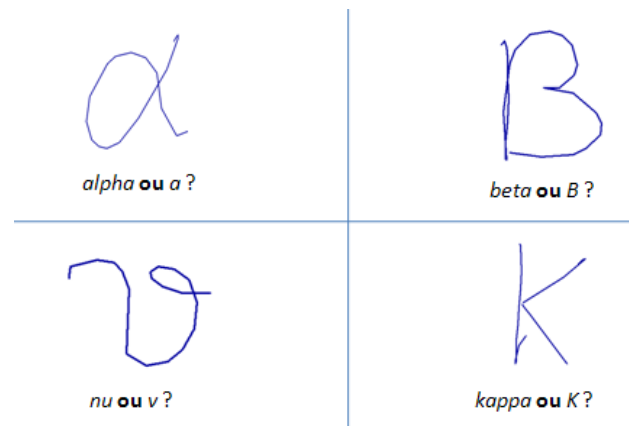 α B
alpha ou a ? beta ou B ?
v K
nu ou v ? kappa ou K ?